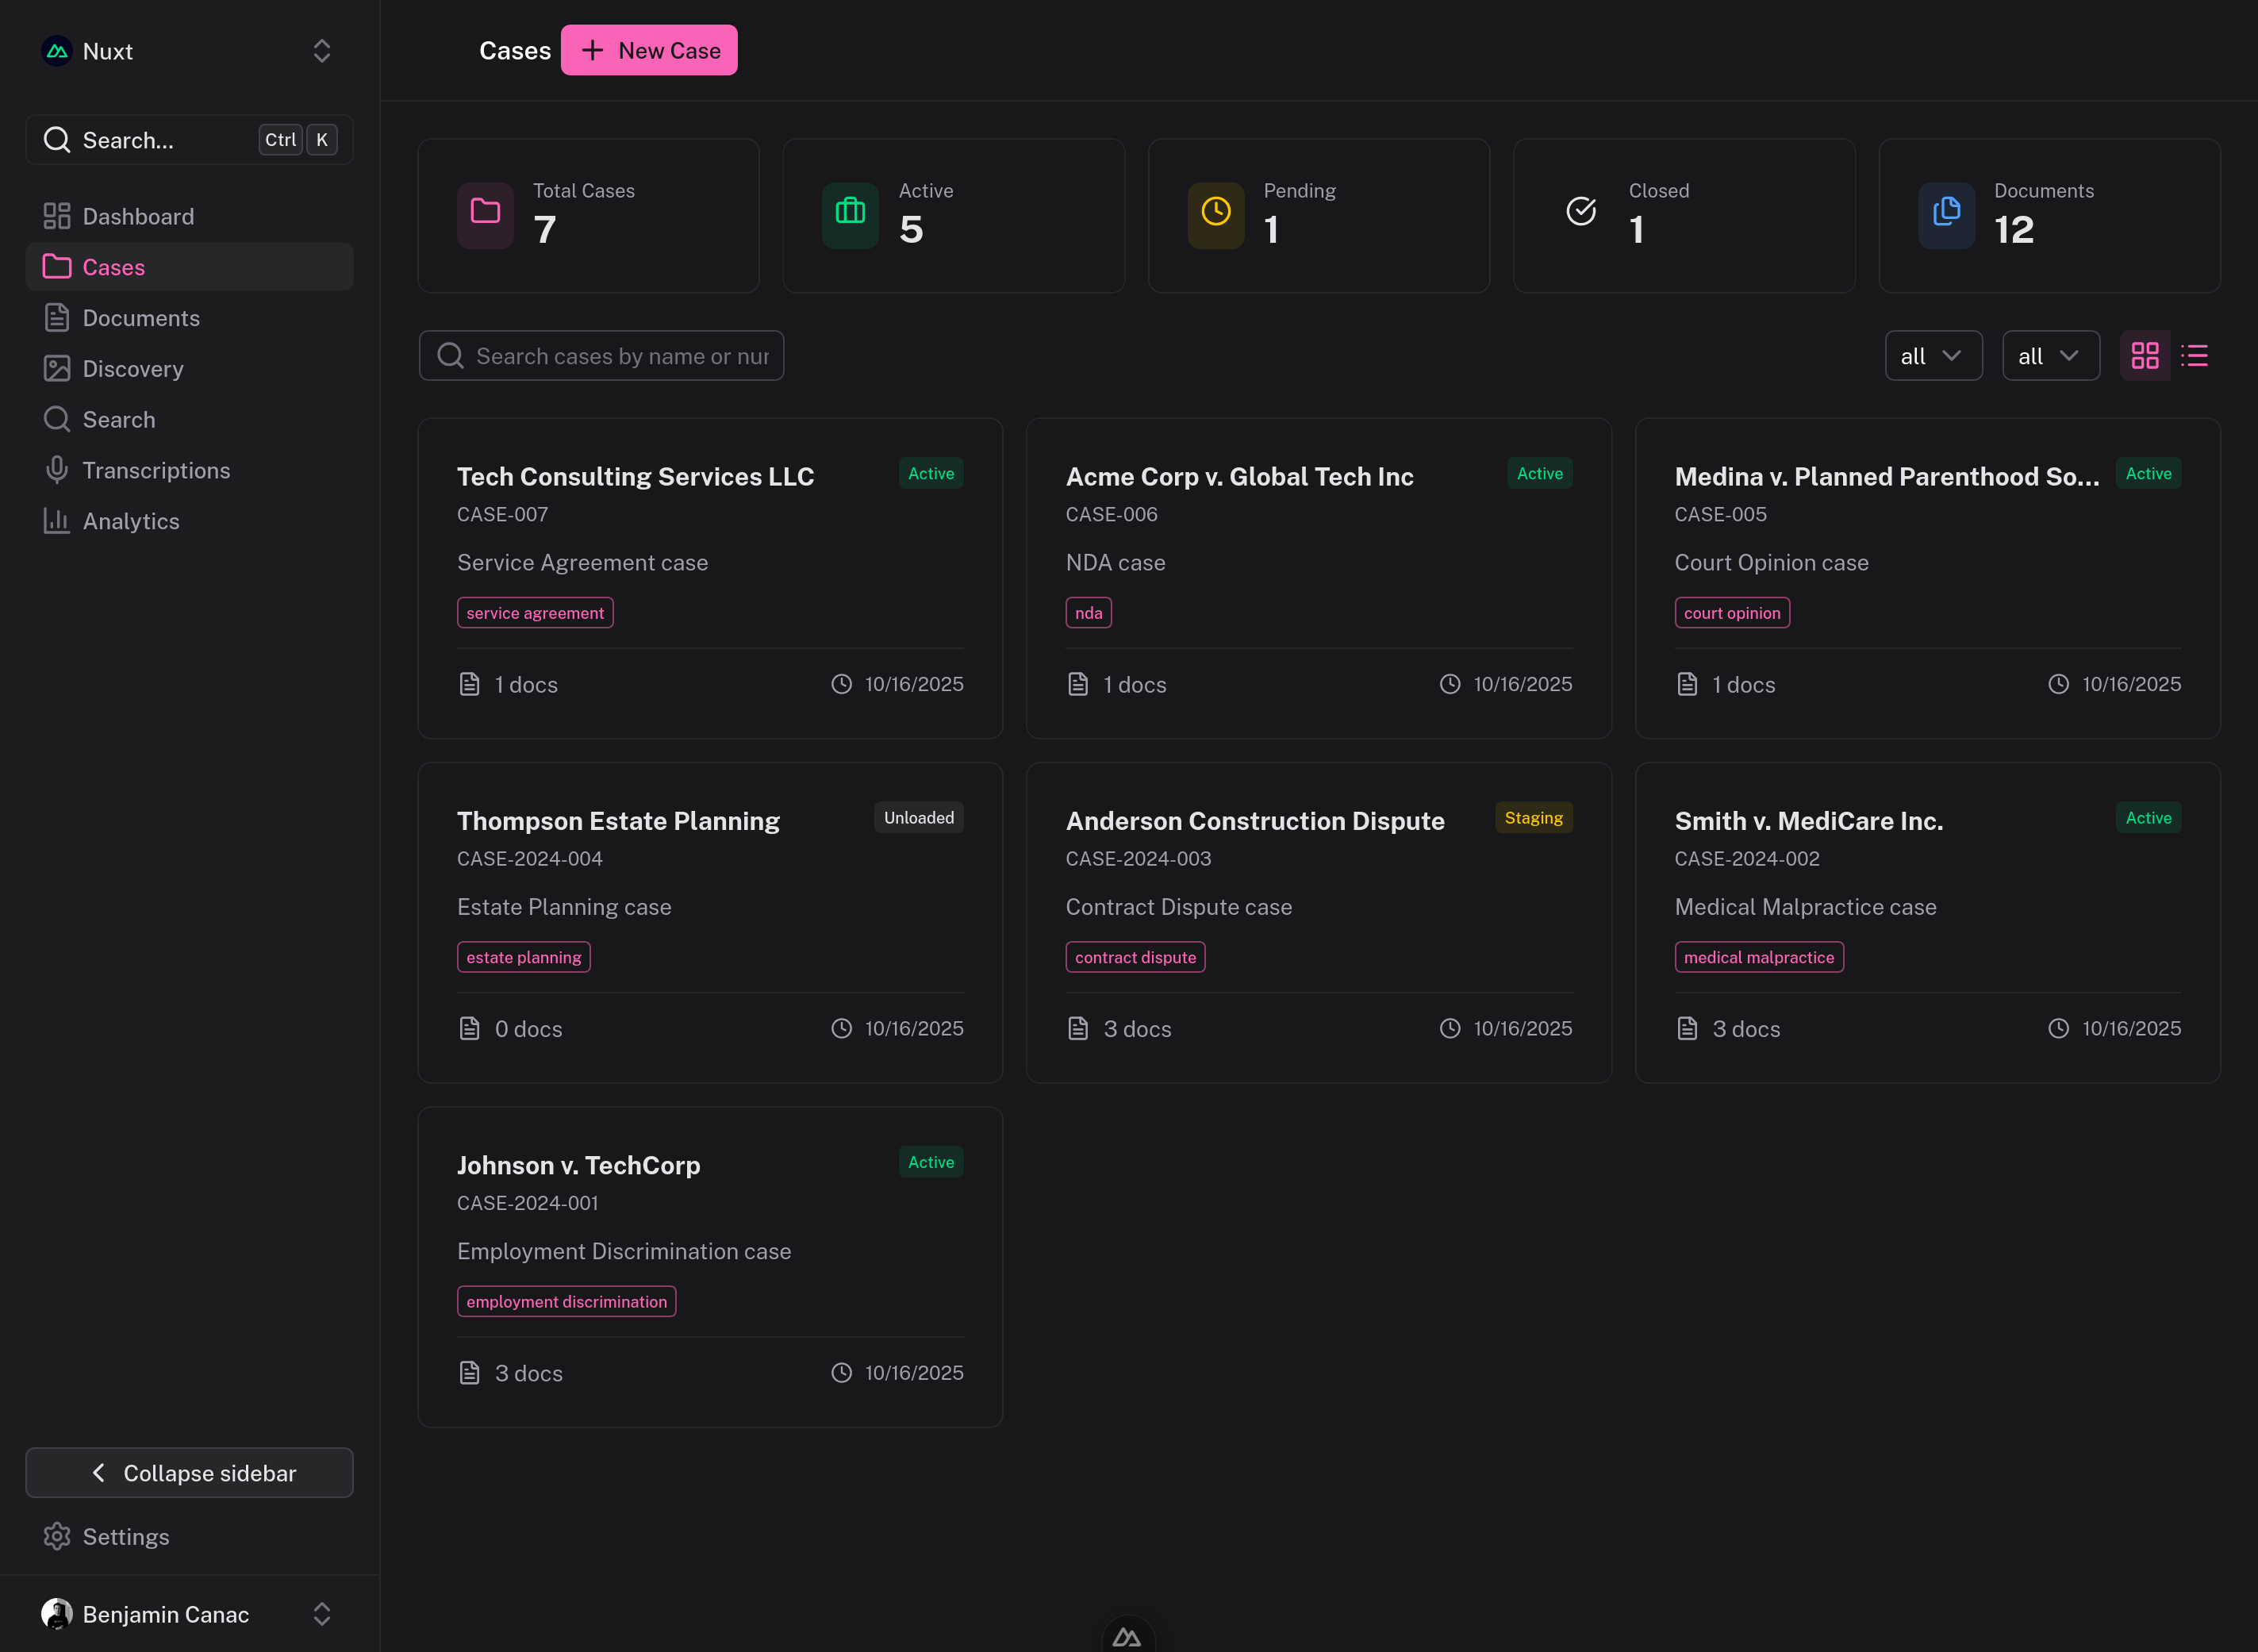 Nuxt
Search...
Ctrl K
Dashboard
Cases
Documents
Discovery
Search
Transcriptions
Analytics
Collapse sidebar
Settings
Benjamin Canac
Cases
New Case
Total Cases
7
Active
5
Pending
1
Closed
1
Documents
12
Search cases by name or nur
all
all
Tech Consulting Services LLC
Active
CASE-007
Service Agreement case
service agreement
1 docs
10/16/2025
Acme Corp v. Global Tech Inc
Active
CASE-006
NDA case
nda
1 docs
10/16/2025
Medina v. Planned Parenthood So...
Active
CASE-005
Court Opinion case
court opinion
1 docs
10/16/2025
Thompson Estate Planning
Unloaded
CASE-2024-004
Estate Planning case
estate planning
0 docs
10/16/2025
Anderson Construction Dispute
Staging
CASE-2024-003
Contract Dispute case
contract dispute
3 docs
10/16/2025
Smith v. MediCare Inc.
Active
CASE-2024-002
Medical Malpractice case
medical malpractice
3 docs
10/16/2025
Johnson v. TechCorp
Active
CASE-2024-001
Employment Discrimination case
employment discrimination
3 docs
10/16/2025